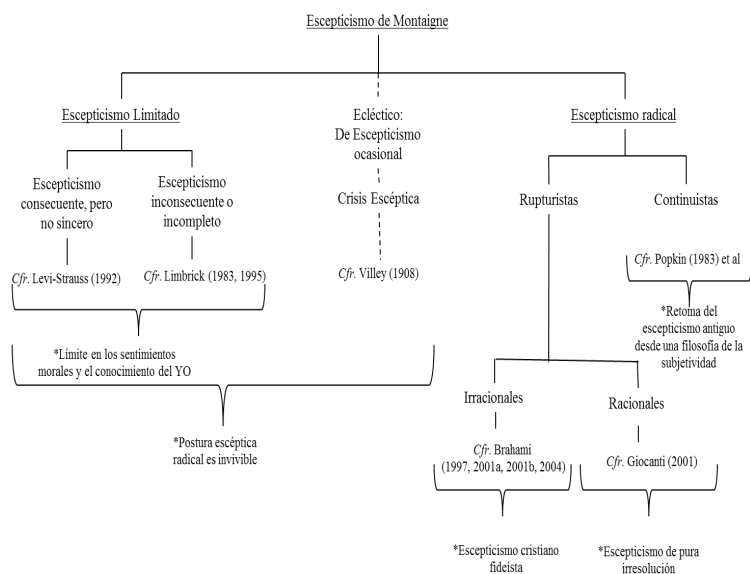 Escepticismo de Montaigne
Escepticismo Limitado
Escepticismo
consecuente, pero
no sincero
Cfr. Levi-Strauss (1992)
Escepticismo
inconsecuente o
incompleto
Cfr. Limbrick (1983, 1995)
*Límite en los sentimientos
morales y el conocimiento del YO
Ecléctico:
De Escepticismo
ocasional
Crisis Escéptica
Cfr. Villey (1908)
*Postura escéptica
radical es invivible
Escepticismo radical
Rupturistas
Irracionales
Cfr. Brahami
(1997, 2001a, 2001b, 2004)
*Escepticismo cristiano
fideísta
Racionales
Cfr. Giocanti (2001)
*Escepticismo de pura
irresolución
Continuistas
Cfr. Popkin (1983) et al
*Retoma del
escepticismo antiguo
desde una filosofía de la
subjetividad